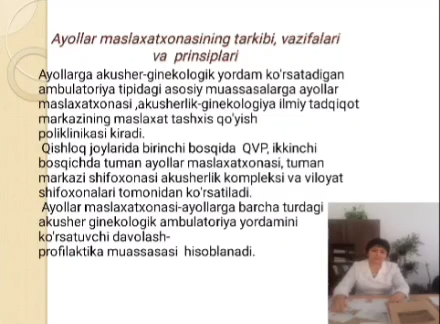 Ayollar maslaxatxonasining tarkibi, vazifalari
va prinsiplari
Ayollarga akusher-ginekologik yordam ko'rsatadigan
ambulatoriya tipidagi asosiy muassasalarga ayollar
maslaxatxonasi ,akusherlik-ginekologiya ilmiy tadqiqot
markazining maslaxat tashxis qo'yish
poliklinikasi kiradi.
Qishloq joylarida birinchi bosqida QVP, ikkinchi
bosqichda tuman ayollar maslaxatxonasi, tuman
markazi shifoxonasi akusherlik kompleksi va viloyat
shifoxonalari tomonidan ko'rsatiladi.
Ayollar maslaxatxonasi-ayollarga barcha turdagi
akusher ginekologik ambulatoriya yordamini
ko'rsatuvchi davolash-
profilaktika muassasasi hisoblanadi.